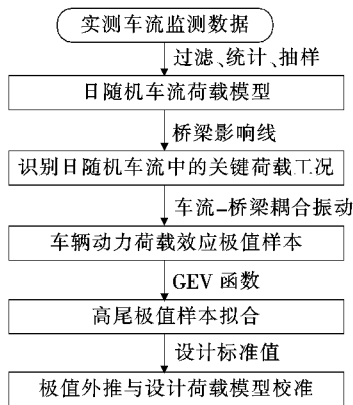 实测车流监测数据
过滤、统计、抽样
日随机车流荷载模型
桥梁影响线
识别日随机车流中的关键荷载工况
车流-桥梁耦合振动
车辆动力荷载效应极值样本
GEV 函数
高尾极值样本拟合
设计标准值
极值外推与设计荷载模型校准